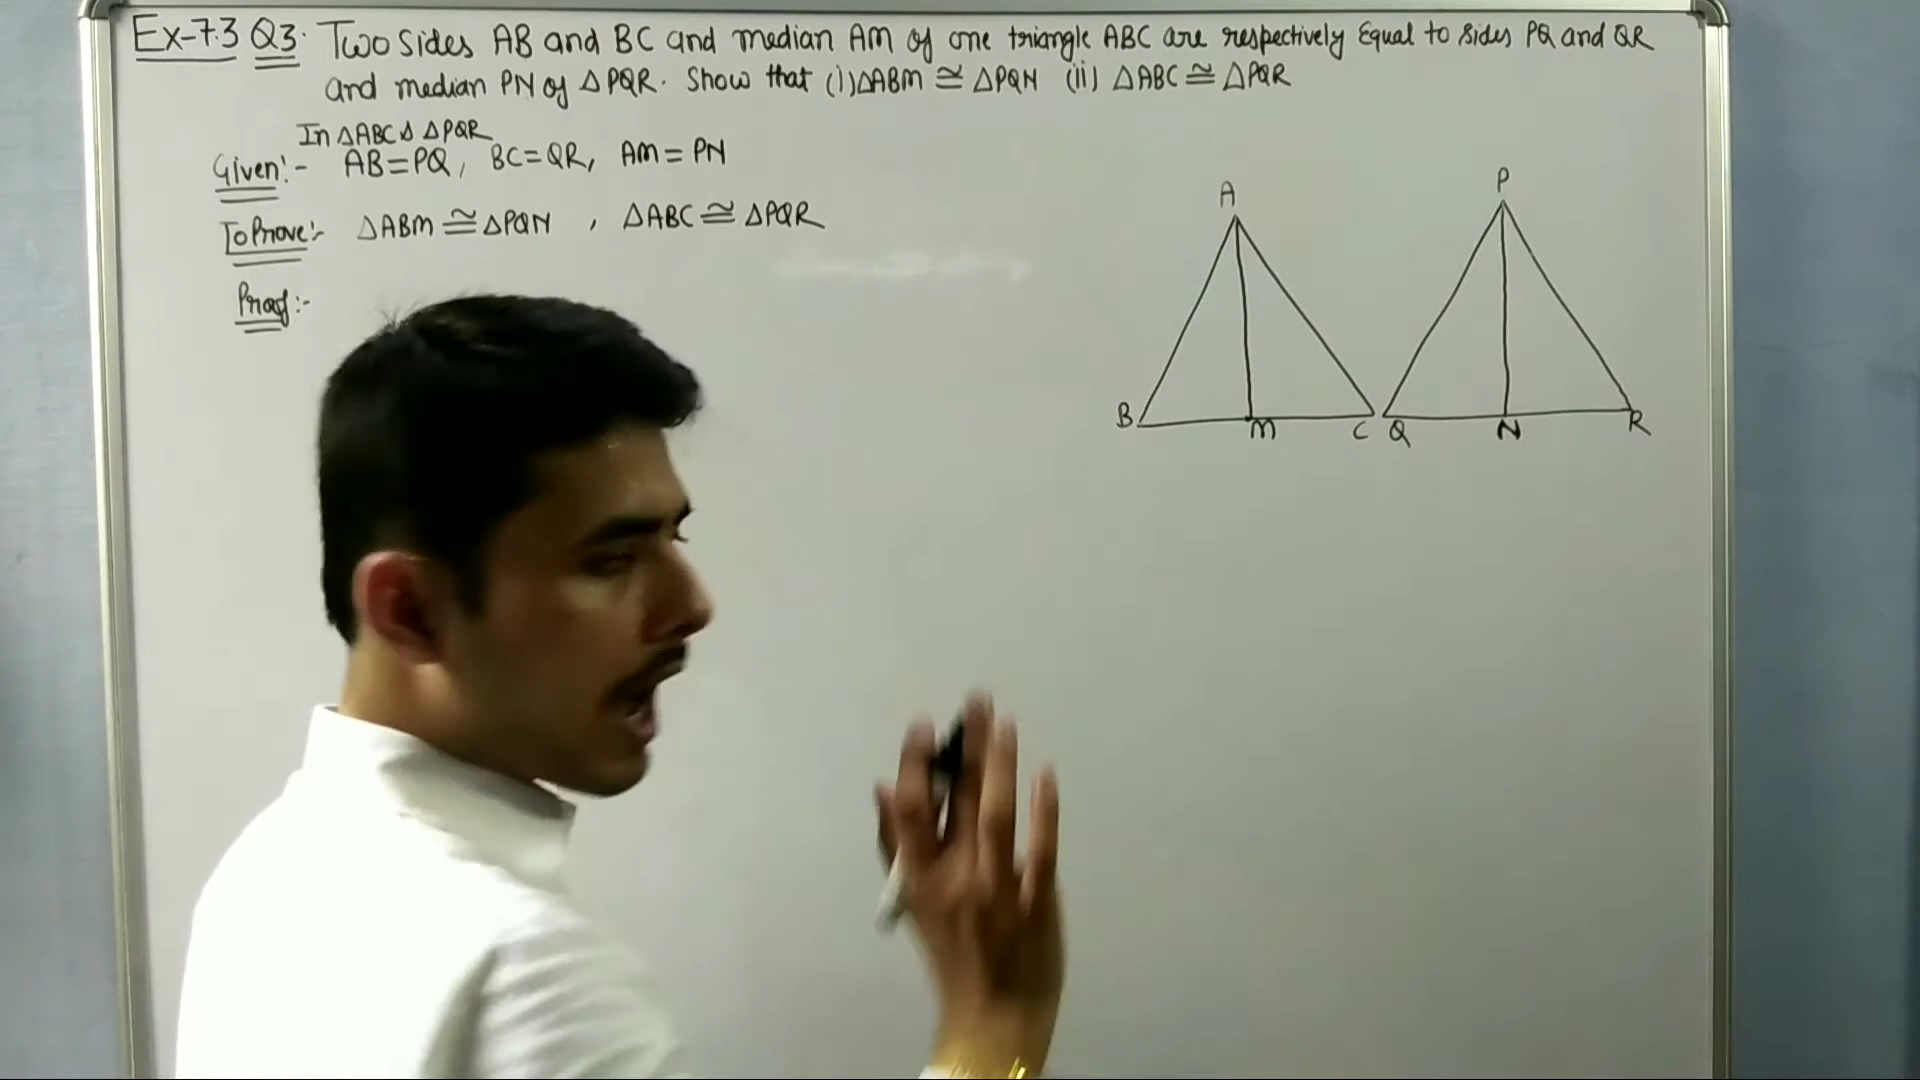 Ex-7.3 Q3. Two sides AB and BC and median AM of one triangle ABC are respectively Equal to sides PQ and QR
and median PN of △PQR. Show that (i) △ABM ≅ △PQN (ii) △ABC ≅ △PQR
In △ABC & △PQR
Given:- AB=PQ, BC=QR, AM=PN
To Prove:- △ABM ≅ △PQN , △ABC ≅ △PQR
Proof:-
A P
B M C Q N R